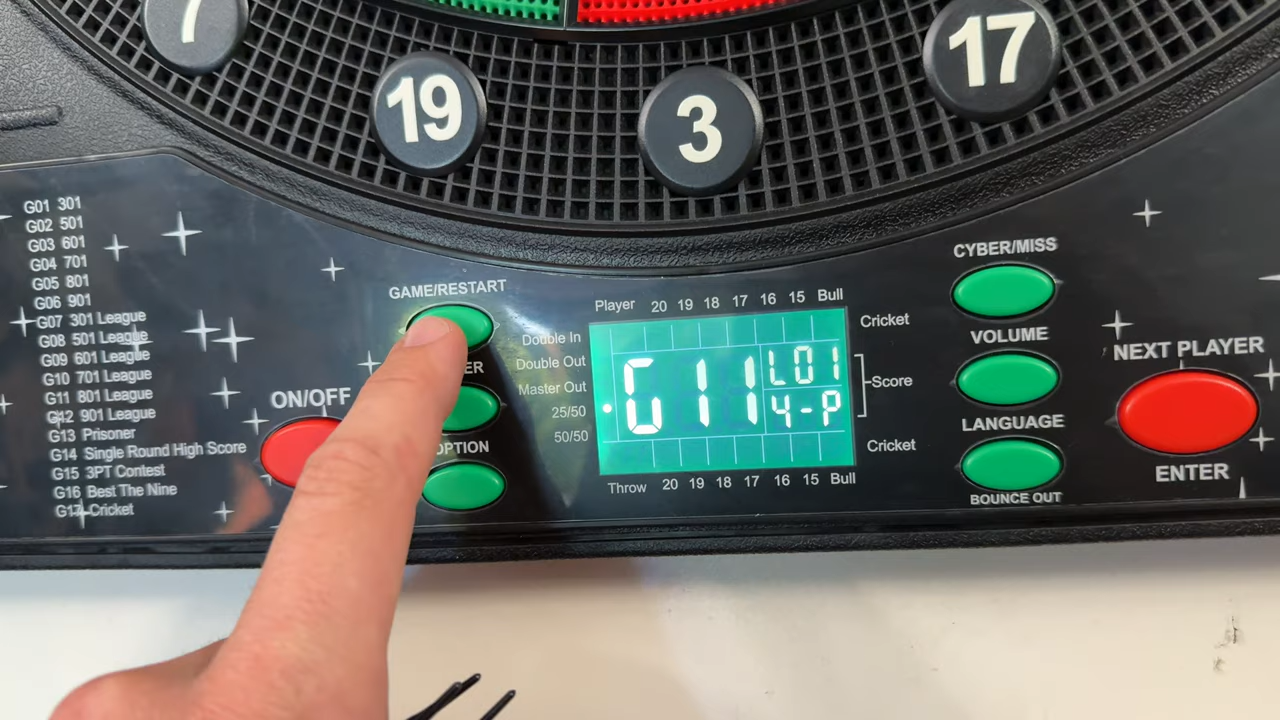 7
19
3
17
G01 301
G02 501
G03 601
G04 701
G05 801
G06 901
G07 301 League
G08 501 League
G09 601 League
G10 701 League
G11 801 League
G12 901 League
G13 Prisoner
G14 Single Round High Score
G15 3PT Contest
G16 Best The Nine
G17 Cricket
ON/OFF
GAME/RESTART
ER
OPTION
Player 20 19 18 17 16 15 Bull
Double In
Double Out
Master Out
25/50
50/50
G11 L01
4-P
Cricket
Score
Cricket
Throw 20 19 18 17 16 15 Bull
CYBER/MISS
VOLUME
LANGUAGE
BOUNCE OUT
NEXT PLAYER
ENTER